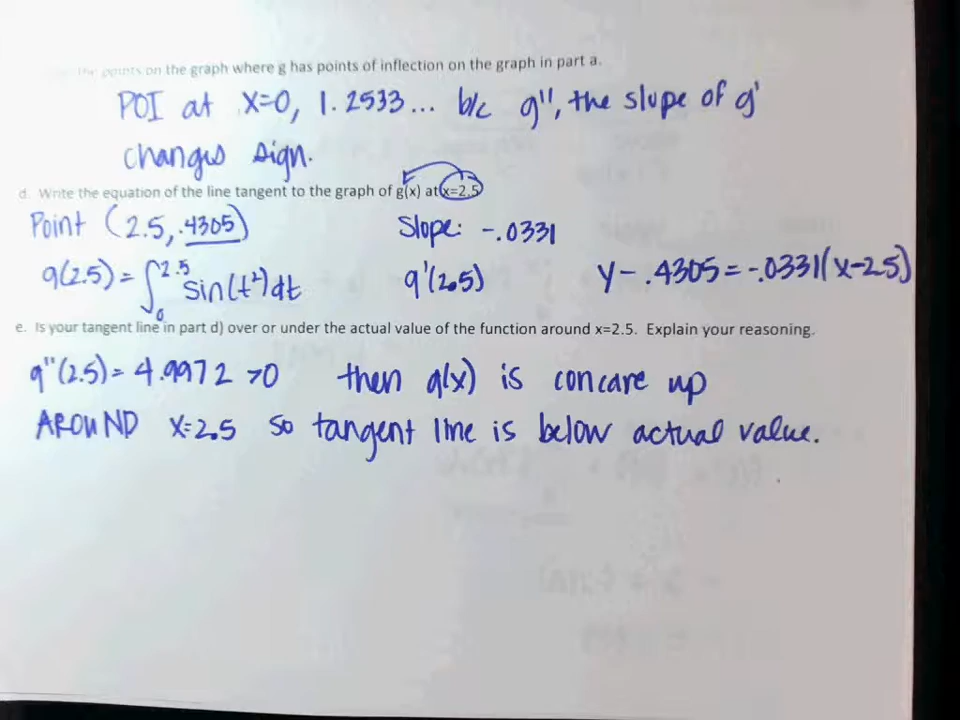 the points on the graph where g has points of inflection on the graph in part a.
POI at x=0, 1.2533... b/c g'', the slope of g'
changes sign.
d. Write the equation of the line tangent to the graph of g(x) at x=2.5
Point (2.5, .4305) Slope: -.0331
g(2.5) = ∫₀^2.5 sin(t²)dt g'(2.5) y - .4305 = -.0331(x-2.5)
e. Is your tangent line in part d) over or under the actual value of the function around x=2.5. Explain your reasoning.
g''(2.5) = 4.9972 >0 then g(x) is concave up
AROUND x=2.5 so tangent line is below actual value.